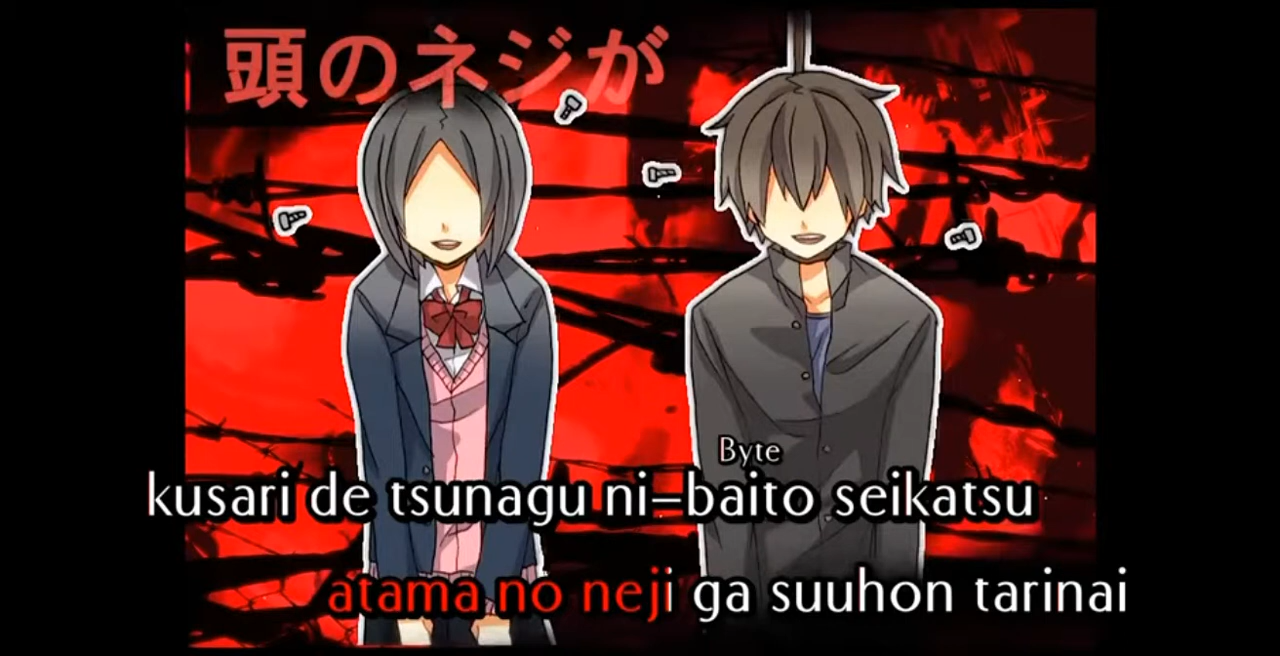 頭のネジが
Byte
kusari de tsunagu ni–baito seikatsu
atama no neji ga suuhon tarinai